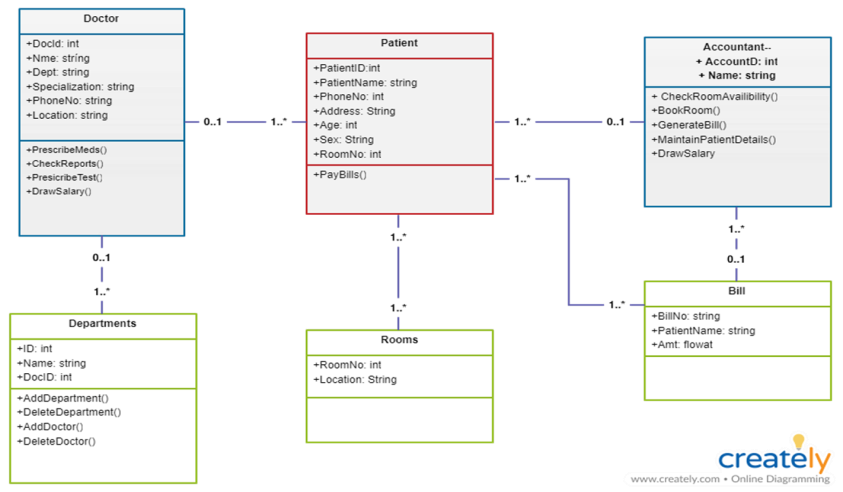 Doctor
+DocId: int
+Nme: string
+Dept: string
+Specialization: string
+PhoneNo: string
+Location: string
+PrescribeMeds()
+CheckReports()
+PresicribeTest()
+DrawSalary()
0..1
1..*
Patient
+PatientID:int
+PatientName: string
+PhoneNo: int
+Address: String
+Age: int
+Sex: String
+RoomNo: int
+PayBills()
1..*
0..1
1..*
Accountant--
+ AccountD: int
+ Name: string
+ CheckRoomAvailibility()
+BookRoom()
+GenerateBill()
+MaintainPatientDetails()
+DrawSalary
0..1
1..*
1..*
1..*
1..*
1..*
0..1
Departments
+ID: int
+Name: string
+DocID: int
+AddDepartment()
+DeleteDepartment()
+AddDoctor()
+DeleteDoctor()
Rooms
+RoomNo: int
+Location: String
Bill
+BillNo: string
+PatientName: string
+Amt: flowat
creately
www.creately.com • Online Diagramming